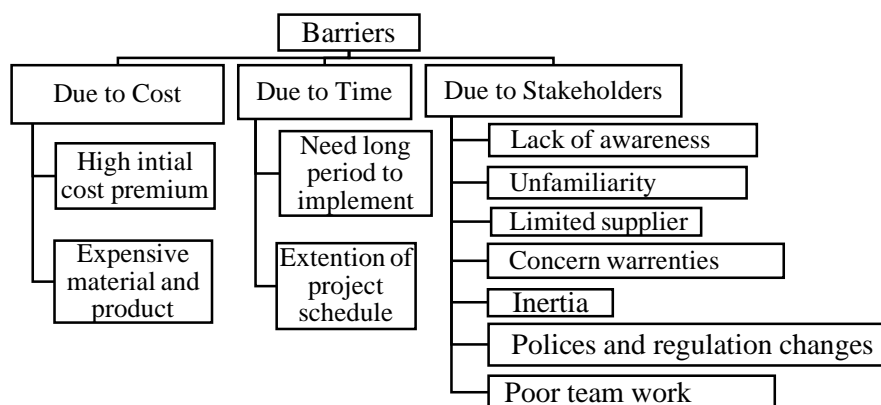 Barriers
Due to Cost
Due to Time
Due to Stakeholders
High intial
cost premium
Expensive
material and
product
Need long
period to
implement
Extention of
project
schedule
Lack of awareness
Unfamiliarity
Limited supplier
Concern warrenties
Inertia
Polices and regulation changes
Poor team work